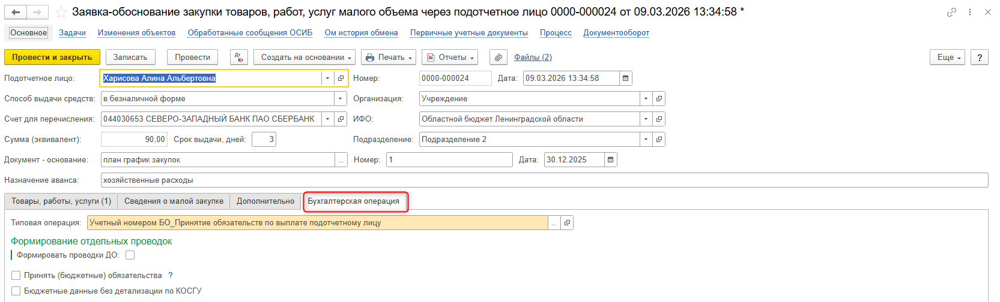 Заявка-обоснование закупки товаров, работ, услуг малого объема через подотчетное лицо 0000-000024 от 09.03.2026 13:34:58 *
Основное Задачи Изменения объектов Обработанные сообщения ОСИБ Ом история обмена Первичные учетные документы Процесс Документооборот
Провести и закрыть Записать Провести Дт Кт Создать на основании Печать Отчеты Файлы (2) Еще ?
Подотчетное лицо: Харисова Алина Альбертовна Номер: 0000-000024 Дата: 09.03.2026 13:34:58
Способ выдачи средств: в безналичной форме Организация: Учреждение
Счет для перечисления: 044030653 СЕВЕРО-ЗАПАДНЫЙ БАНК ПАО СБЕРБАНК ИФО: Областной бюджет Ленинградской области
Сумма (эквивалент): 90,00 Срок выдачи, дней: 3 Подразделение: Подразделение 2
Документ - основание: план график закупок ... Номер: 1 Дата: 30.12.2025
Назначение аванса: хозяйственные расходы
Товары, работы, услуги (1) Сведения о малой закупке Дополнительно Бухгалтерская операция
Типовая операция: Учетный номером БО_Принятие обязательств по выплате подотчетному лицу ...
Формирование отдельных проводок
Формировать проводки ДО:
Принять (бюджетные) обязательства ?
Бюджетные данные без детализации по КОСГУ